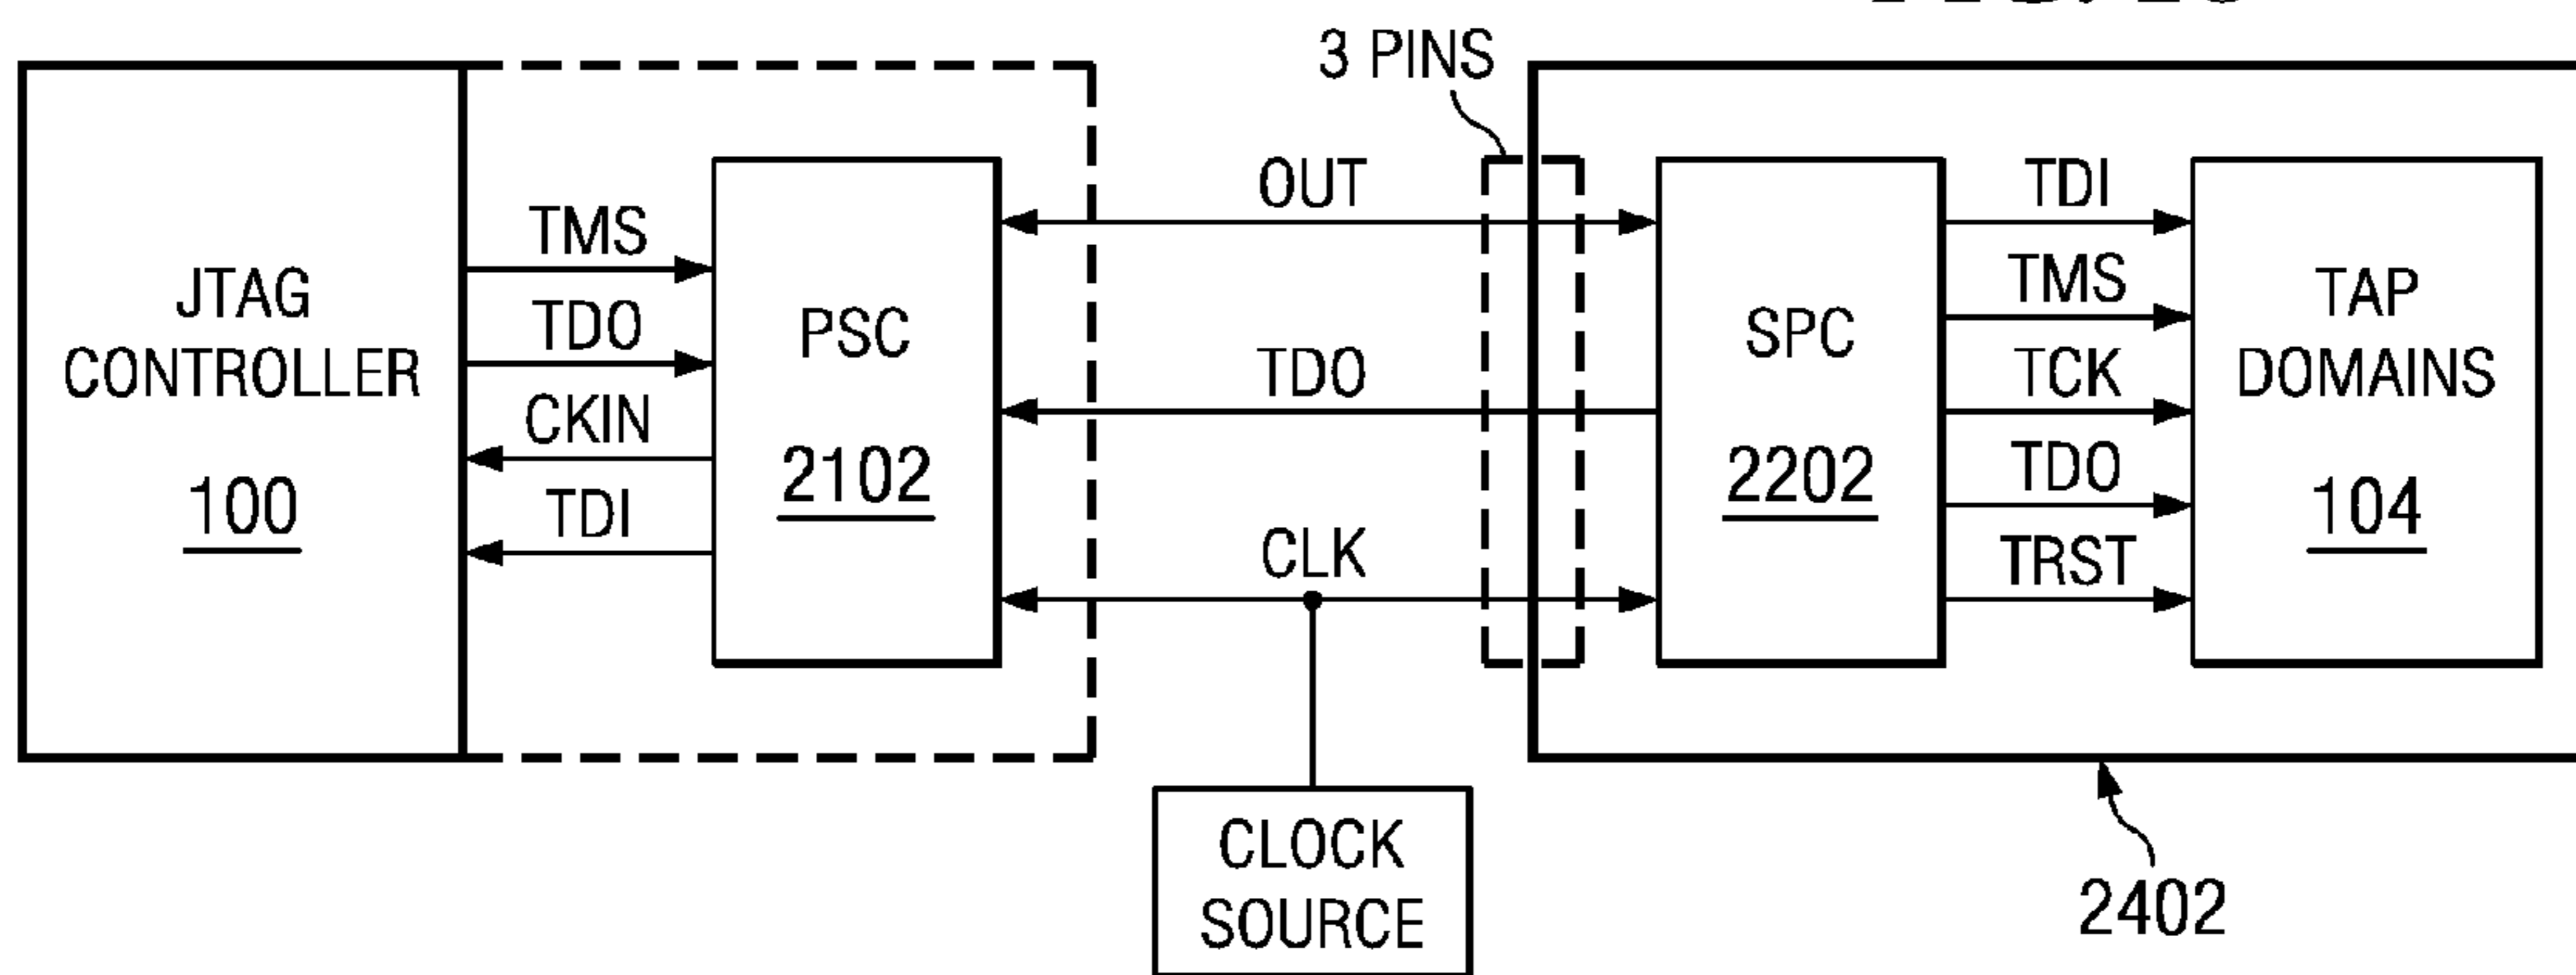 3 PINS
JTAG
CONTROLLER
100
TMS
TDO
CKIN
TDI
PSC
2102
OUT
TDO
CLK
SPC
2202
TDI
TMS
TCK
TDO
TRST
TAP
DOMAINS
104
CLOCK
SOURCE
2402